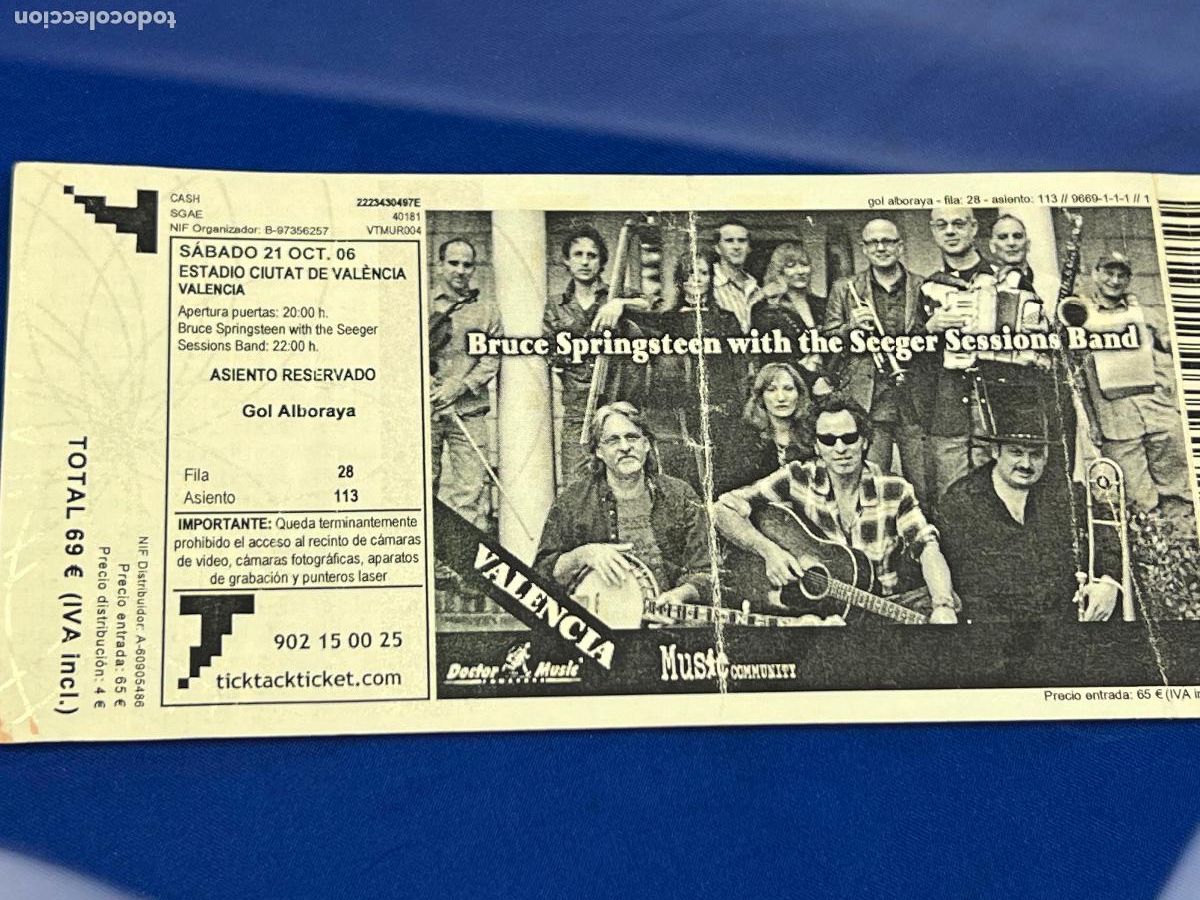 todocoleccion
CASH
2223430497E
SGAE
40181
NIF Organizador: B-97356257
VTMUR004
SÁBADO 21 OCT. 06
ESTADIO CIUTAT DE VALÈNCIA
VALENCIA
Apertura puertas: 20:00 h.
Bruce Springsteen with the Seeger
Sessions Band: 22:00 h.
ASIENTO RESERVADO
Gol Alboraya
Fila 28
Asiento 113
IMPORTANTE: Queda terminantemente
prohibido el acceso al recinto de cámaras
de video, cámaras fotográficas, aparatos
de grabación y punteros laser
902 15 00 25
ticktackticket.com
TOTAL 69 € (IVA incl.)
Precio distribución: 4 €
Precio entrada: 65 €
NIF Distribuidor: A-60905486
gol alboraya - fila: 28 - asiento: 113 // 9669-1-1-1 // 1
Bruce Springsteen with the Seeger Sessions Band
VALENCIA
Doctor Music
Music COMMUNITY
Precio entrada: 65 € (IVA